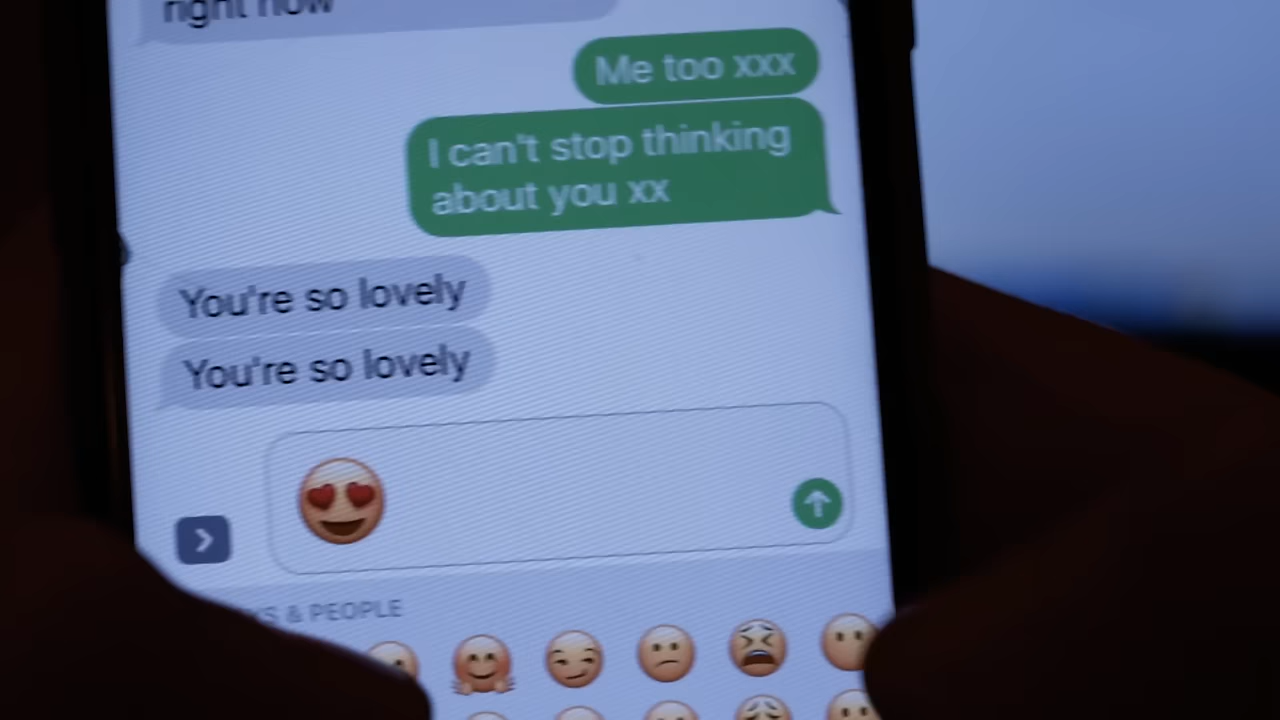 right now
Me too xxx
I can't stop thinking
about you xx
You're so lovely
You're so lovely
& PEOPLE